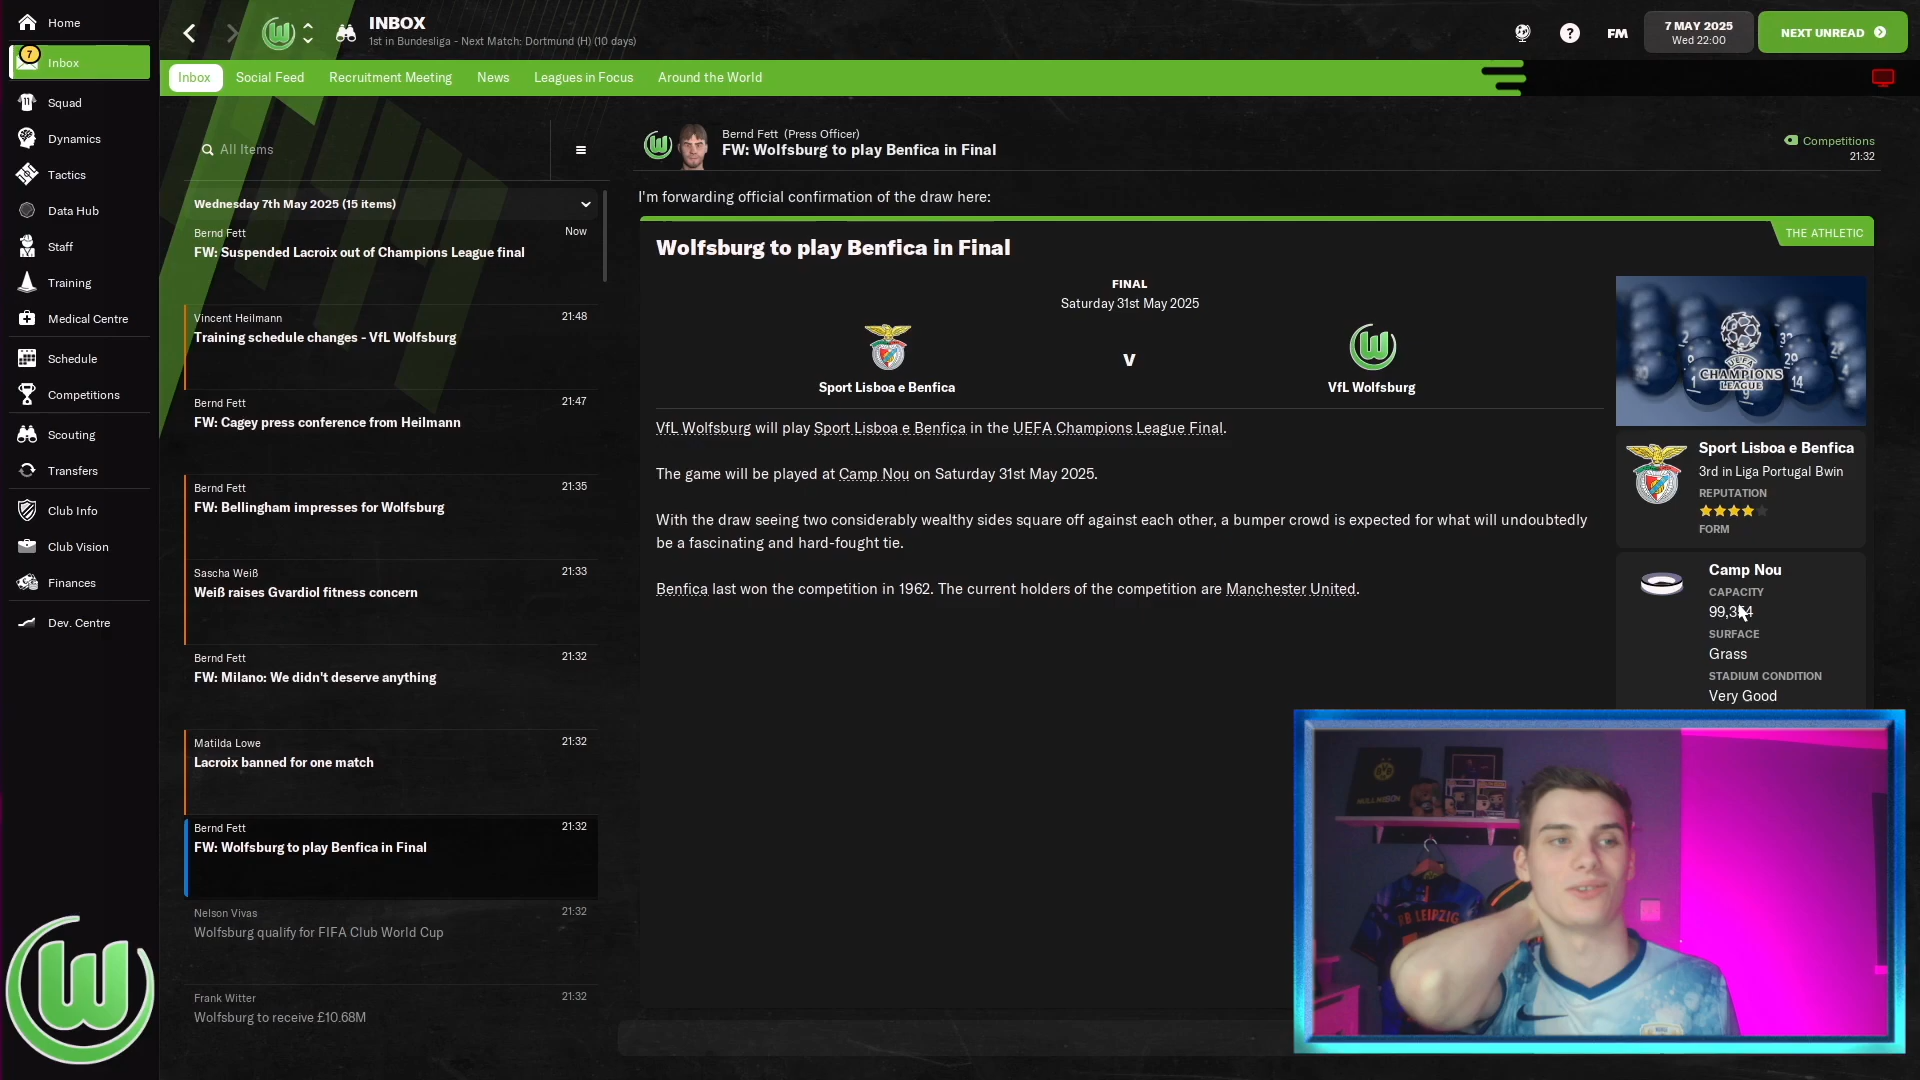 Home
7
Inbox
Squad
Dynamics
Tactics
Data Hub
Staff
Training
Medical Centre
Schedule
Competitions
Scouting
Transfers
Club Info
Club Vision
Finances
Dev. Centre
INBOX
1st in Bundesliga - Next Match: Dortmund (H) (10 days)
?
FM
7 MAY 2025
Wed 22:00
NEXT UNREAD
Inbox
Social Feed
Recruitment Meeting
News
Leagues in Focus
Around the World
All Items
Wednesday 7th May 2025 (15 items)
Bernd Fett
Now
FW: Suspended Lacroix out of Champions League final
Vincent Heilmann
21:48
Training schedule changes - VfL Wolfsburg
Bernd Fett
21:47
FW: Cagey press conference from Heilmann
Bernd Fett
21:35
FW: Bellingham impresses for Wolfsburg
Sascha Weiß
21:33
Weiß raises Gvardiol fitness concern
Bernd Fett
21:32
FW: Milano: We didn't deserve anything
Matilda Lowe
21:32
Lacroix banned for one match
Bernd Fett
21:32
FW: Wolfsburg to play Benfica in Final
Nelson Vivas
21:32
Wolfsburg qualify for FIFA Club World Cup
Frank Witter
21:32
Wolfsburg to receive £10.68M
Bernd Fett (Press Officer)
FW: Wolfsburg to play Benfica in Final
Competitions
21:32
I'm forwarding official confirmation of the draw here:
THE ATHLETIC
Wolfsburg to play Benfica in Final
FINAL
Saturday 31st May 2025
V
Sport Lisboa e Benfica
VfL Wolfsburg
VfL Wolfsburg will play Sport Lisboa e Benfica in the UEFA Champions League Final.
The game will be played at Camp Nou on Saturday 31st May 2025.
With the draw seeing two considerably wealthy sides square off against each other, a bumper crowd is expected for what will undoubtedly
be a fascinating and hard-fought tie.
Benfica last won the competition in 1962. The current holders of the competition are Manchester United.
UEFA
CHAMPIONS
LEAGUE
Sport Lisboa e Benfica
3rd in Liga Portugal Bwin
REPUTATION
FORM
Camp Nou
CAPACITY
SURFACE
Grass
STADIUM CONDITION
Very Good
RB LEIPZIG